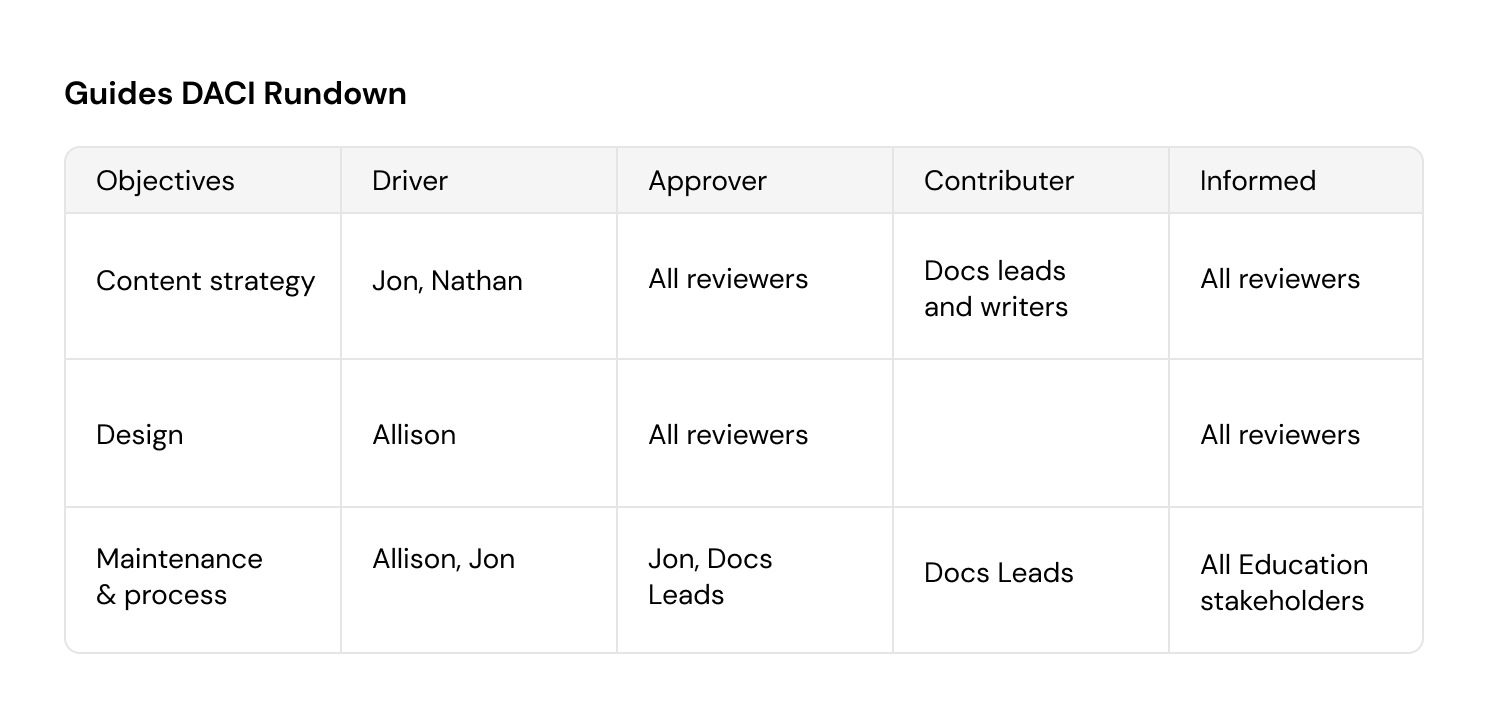 Guides DACI Rundown
Objectives Driver Approver Contributer Informed
Content strategy Jon, Nathan All reviewers Docs leads All reviewers
and writers
Design Allison All reviewers All reviewers
Maintenance Allison, Jon Jon, Docs Docs Leads All Education
& process Leads stakeholders